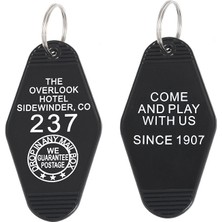 THE
OVERLOOK
HOTEL
SIDEWINDER, CO
237
DROP IN ANY MAIL BOX
WE
GUARANTEE
POSTAGE
COME
AND PLAY
WITH US
SINCE 1907